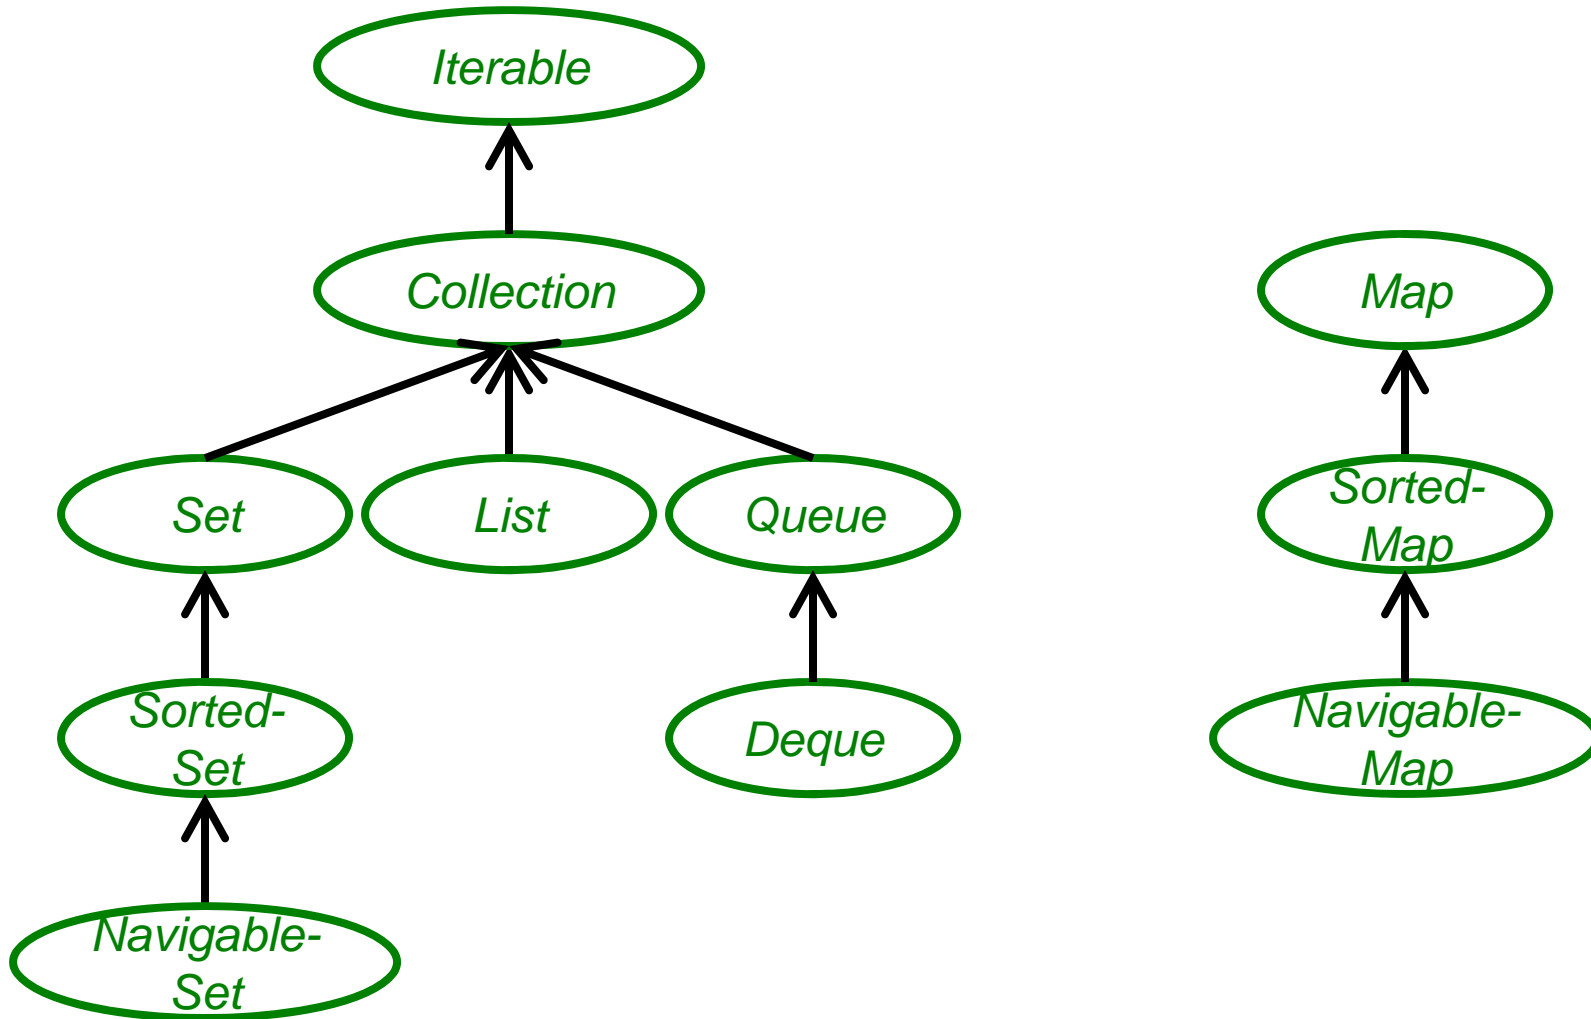 Iterable
Collection
Map
Set
List
Queue
Sorted-
Map
Sorted-
Set
Deque
Navigable-
Map
Navigable-
Set